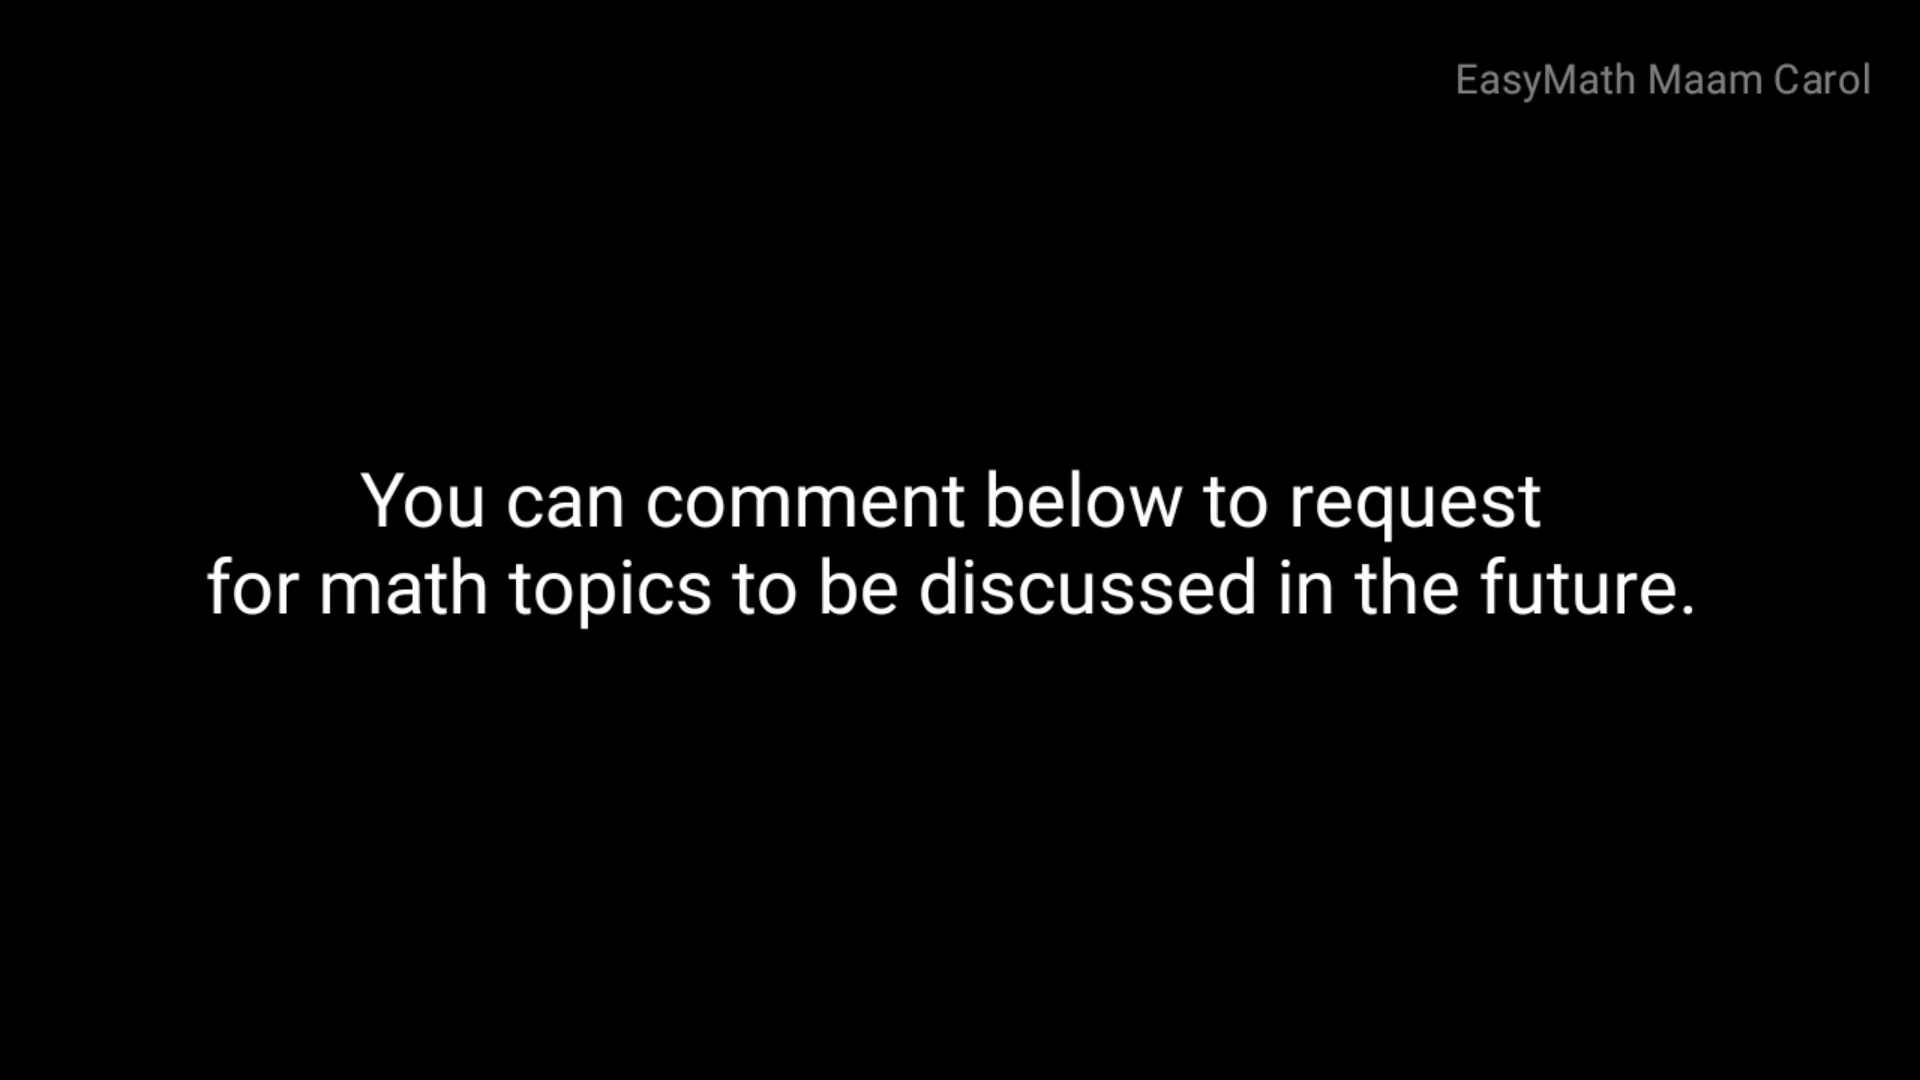 EasyMath Maam Carol
You can comment below to request
for math topics to be discussed in the future.